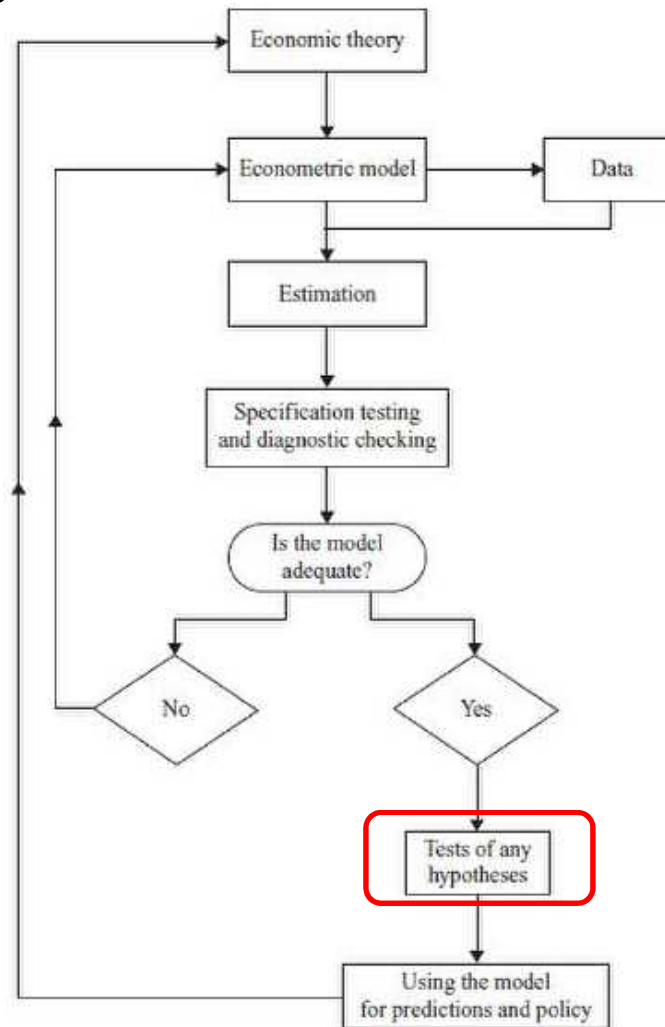 Economic theory
Econometric model
Data
Estimation
Specification testing
and diagnostic checking
Is the model
adequate?
No
Yes
Tests of any
hypotheses
Using the model
for predictions and policy